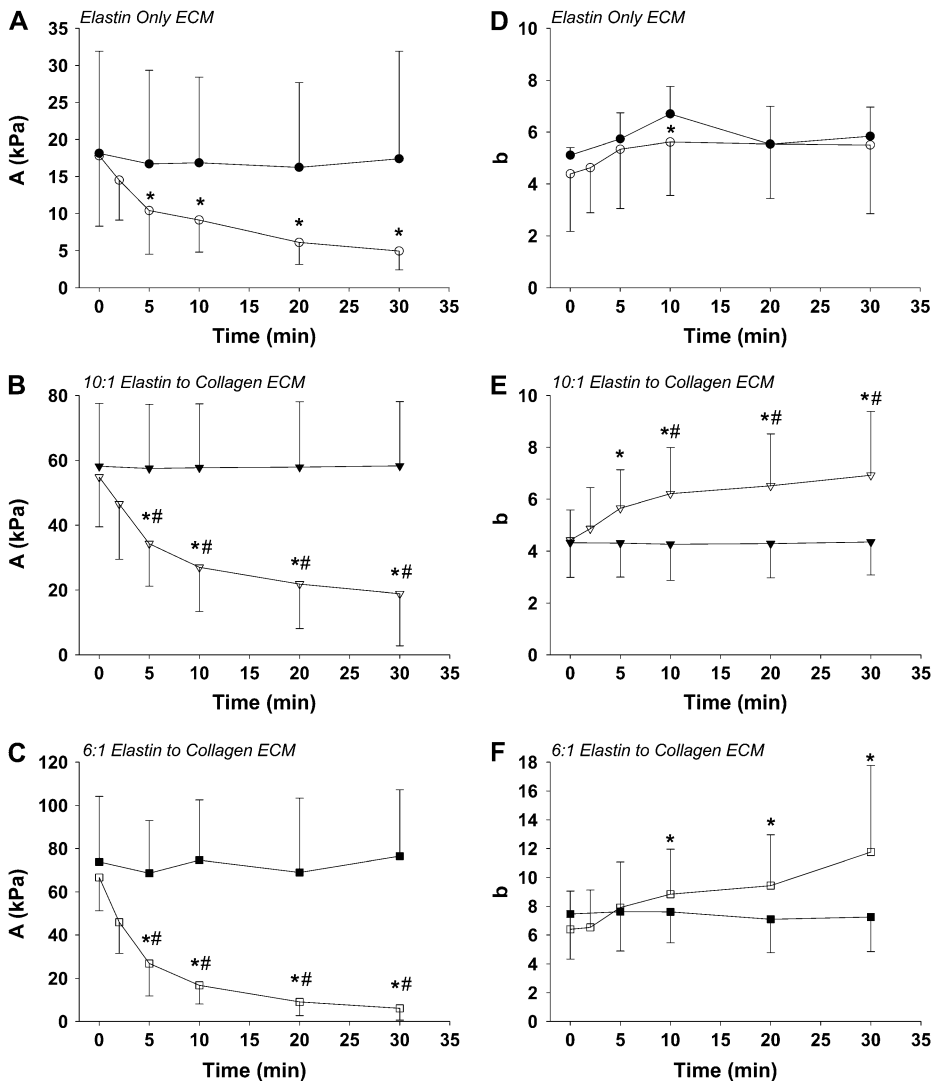 A Elastin Only ECM
35
30
25
20
15
10
5
0
A (kPa)
* * * *
0 5 10 15 20 25 30 35
Time (min)
D Elastin Only ECM
10
8
6
4
2
0
b
*
0 5 10 15 20 25 30 35
Time (min)
B 10:1 Elastin to Collagen ECM
80
60
40
20
0
A (kPa)
*# *# *# *#
0 5 10 15 20 25 30 35
Time (min)
E 10:1 Elastin to Collagen ECM
10
8
6
4
2
0
b
* *# *# *#
0 5 10 15 20 25 30 35
Time (min)
C 6:1 Elastin to Collagen ECM
120
100
80
60
40
20
0
A (kPa)
*# *# *# *#
0 5 10 15 20 25 30 35
Time (min)
F 6:1 Elastin to Collagen ECM
18
16
14
12
10
8
6
4
2
0
b
* * *
0 5 10 15 20 25 30 35
Time (min)